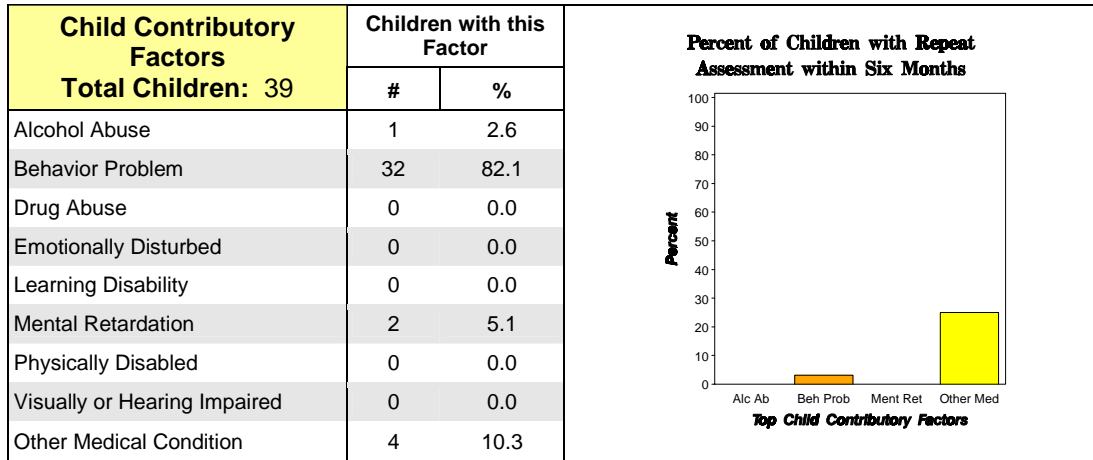 Child Contributory
Factors
Total Children: 39
Children with this
Factor
# %
Alcohol Abuse 1 2.6
Behavior Problem 32 82.1
Drug Abuse 0 0.0
Emotionally Disturbed 0 0.0
Learning Disability 0 0.0
Mental Retardation 2 5.1
Physically Disabled 0 0.0
Visually or Hearing Impaired 0 0.0
Other Medical Condition 4 10.3
Percent of Children with Repeat
Assessment within Six Months
Percent
100
90
80
70
60
50
40
30
20
10
0
Alc Ab Beh Prob Ment Ret Other Med
Top Child Contributory Factors